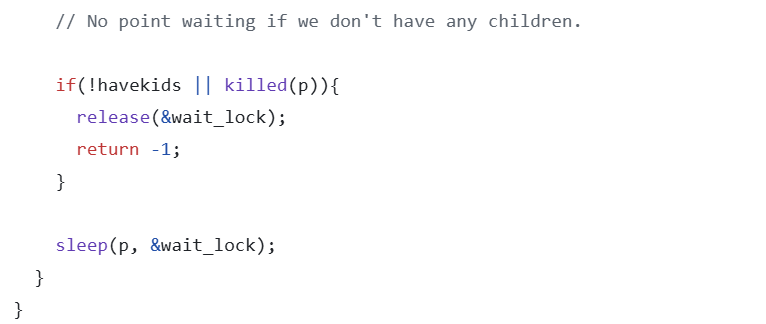 // No point waiting if we don't have any children.
if(!havekids || killed(p)){
release(&wait_lock);
return -1;
}
sleep(p, &wait_lock);
}
}